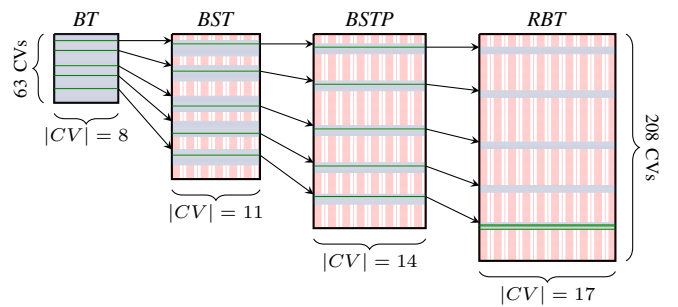 BT BST BSTP RBT
63 CVs
208 CVs
|CV| = 8
|CV| = 11
|CV| = 14
|CV| = 17